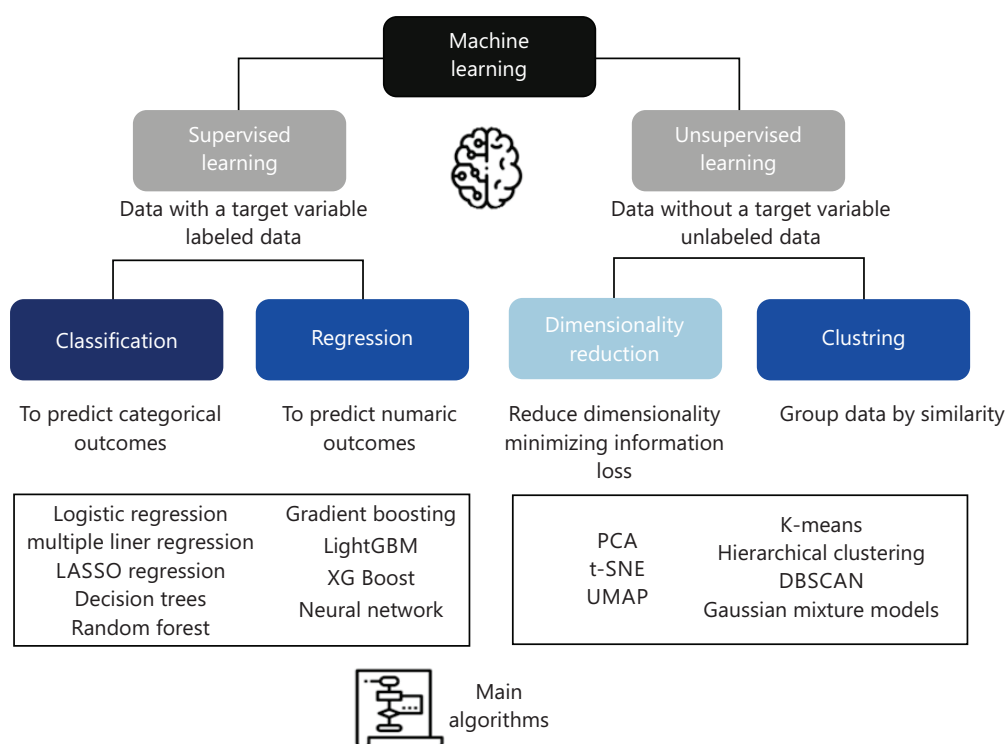 Machine
learning
Supervised
learning
Unsupervised
learning
Data with a target variable
labeled data
Data without a target variable
unlabeled data
Classification
Regression
Dimensionality
reduction
Clustring
To predict categorical
outcomes
To predict numaric
outcomes
Reduce dimensionality
minimizing information
loss
Group data by similarity
Logistic regression
multiple liner regression
LASSO regression
Decision trees
Random forest
Gradient boosting
LightGBM
XG Boost
Neural network
PCA
t-SNE
UMAP
K-means
Hierarchical clustering
DBSCAN
Gaussian mixture models
Main
algorithms